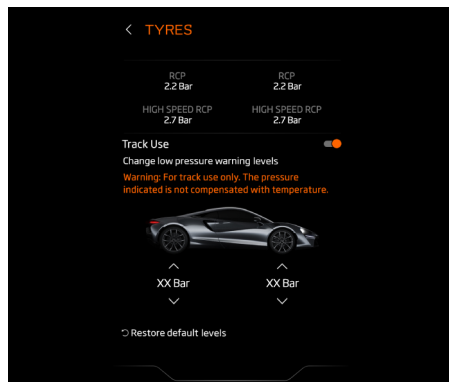 TYRES
RCP RCP
2.2 Bar 2.2 Bar
HIGH SPEED RCP HIGH SPEED RCP
2.7 Bar 2.7 Bar
Track Use
Change low pressure warning levels
Warning: For track use only. The pressure
indicated is not compensated with temperature.
XX Bar XX Bar
Restore default levels